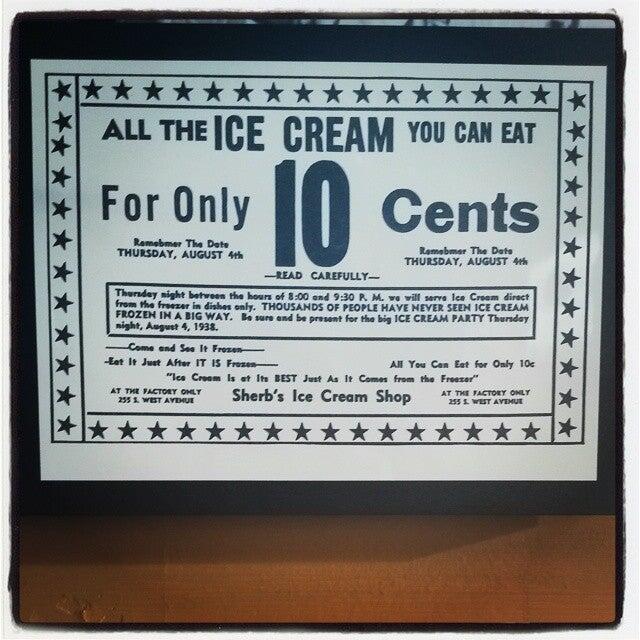 ALL THE ICE CREAM YOU CAN EAT
For Only 10 Cents
Remebmer The Date
THURSDAY, AUGUST 4th
Remebmer The Date
THURSDAY, AUGUST 4th
—READ CAREFULLY—
Thursday night between the hours of 8:00 and 9:30 P. M. we will serve Ice Cream direct
from the freezer in dishes only. THOUSANDS OF PEOPLE HAVE NEVER SEEN ICE CREAM
FROZEN IN A BIG WAY. Be sure and be present for the big ICE CREAM PARTY Thursday
night, August 4, 1938.
——Come and See It Frozen——
—Eat It Just After IT IS Frozen—— All You Can Eat for Only 10c
"Ice Cream Is at Its BEST Just As It Comes from the Freezer"
AT THE FACTORY ONLY
255 S. WEST AVENUE
Sherb's Ice Cream Shop
AT THE FACTORY ONLY
255 S. WEST AVENUE